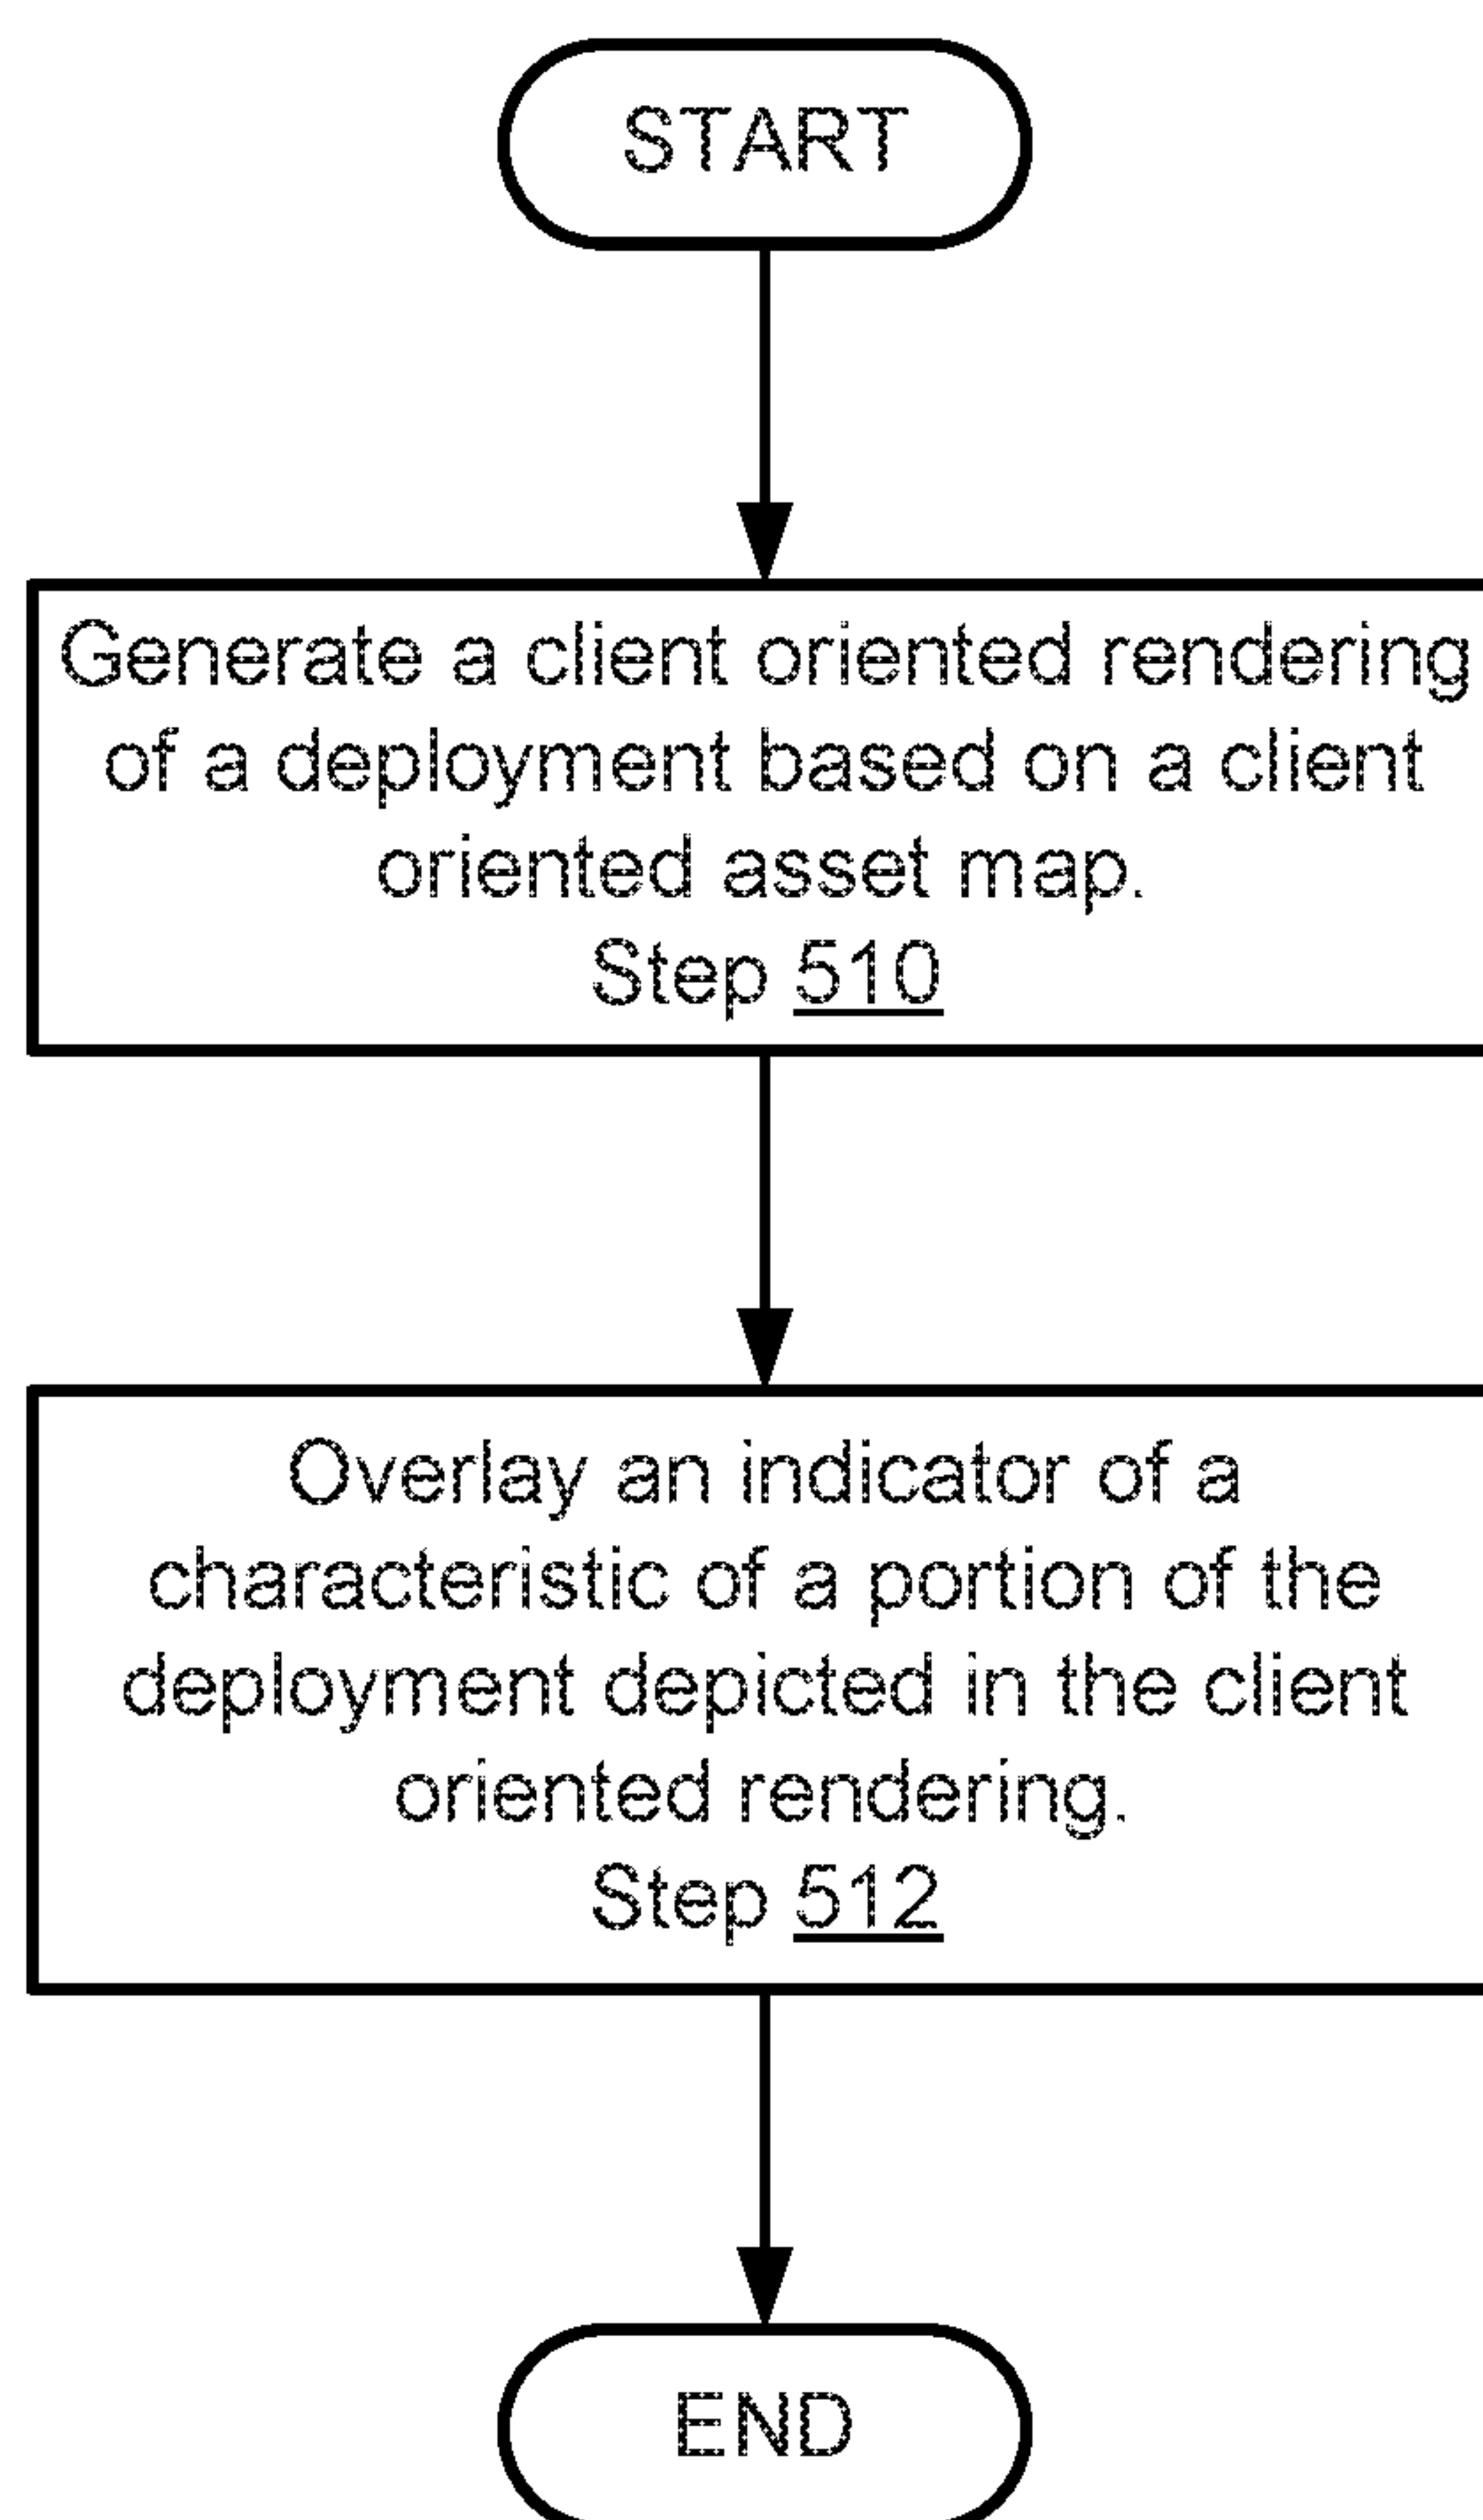 START
Generate a client oriented rendering
of a deployment based on a client
oriented asset map.
Step 510
Overlay an indicator of a
characteristic of a portion of the
deployment depicted in the client
oriented rendering.
Step 512
END